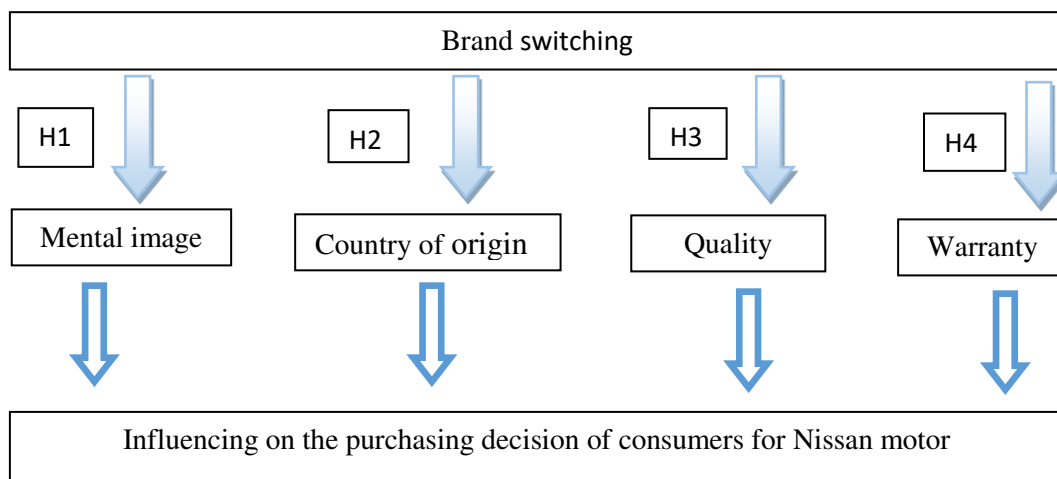 Brand switching
H1
H2
H3
H4
Mental image
Country of origin
Quality
Warranty
Influencing on the purchasing decision of consumers for Nissan motor